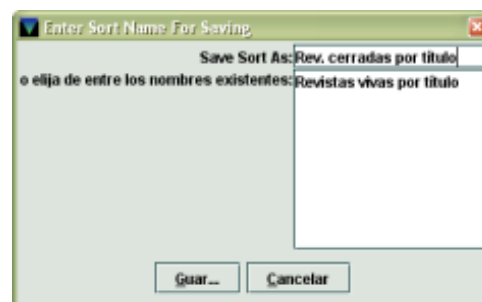 Enter Sort Name For Saving
Save Sort As: Rev. cerradas por título
o elija de entre los nombres existentes: Revistas vivas por título
Guar... Cancelar